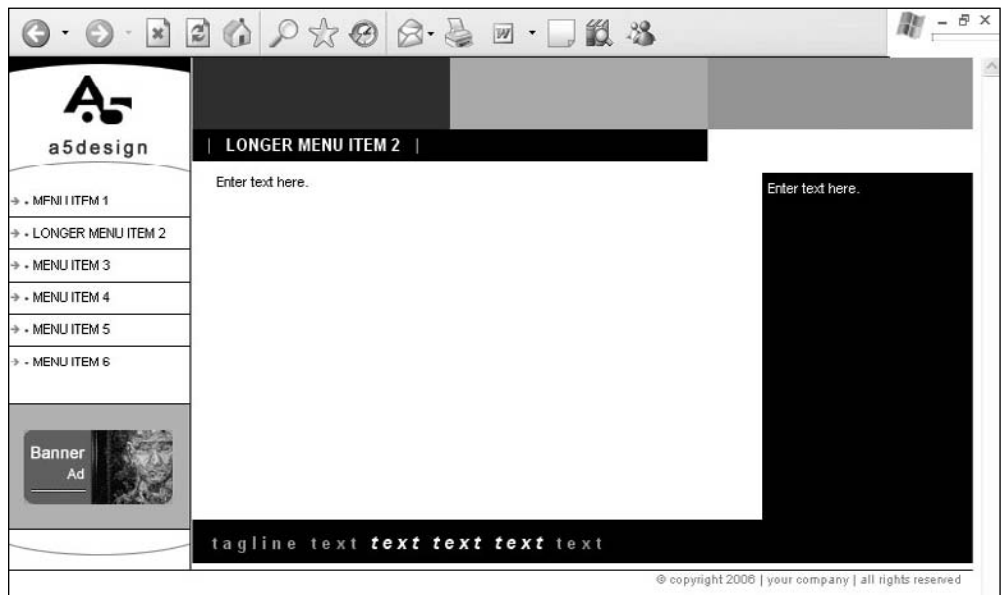 a5design
| LONGER MENU ITEM 2 |
Enter text here.
Enter text here.
- MENU ITEM 1
- LONGER MENU ITEM 2
- MENU ITEM 3
- MENU ITEM 4
- MENU ITEM 5
- MENU ITEM 6
Banner
Ad
tagline text text text text text
© copyright 2006 | your company | all rights reserved